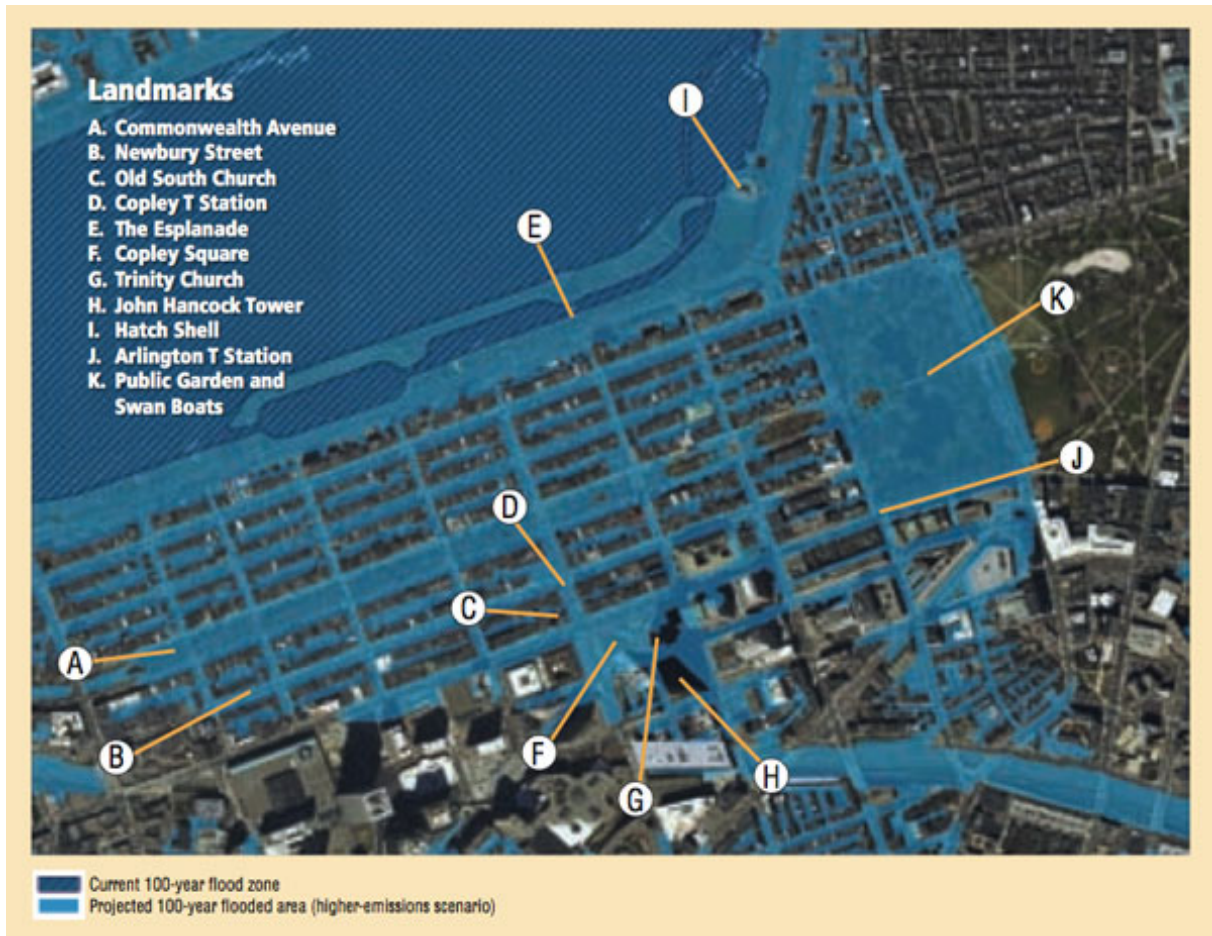 Landmarks
A. Commonwealth Avenue
B. Newbury Street
C. Old South Church
D. Copley T Station
E. The Esplanade
F. Copley Square
G. Trinity Church
H. John Hancock Tower
I. Hatch Shell
J. Arlington T Station
K. Public Garden and
Swan Boats
I
E
K
J
D
C
A
B
F
G
H
Current 100-year flood zone
Projected 100-year flooded area (higher-emissions scenario)